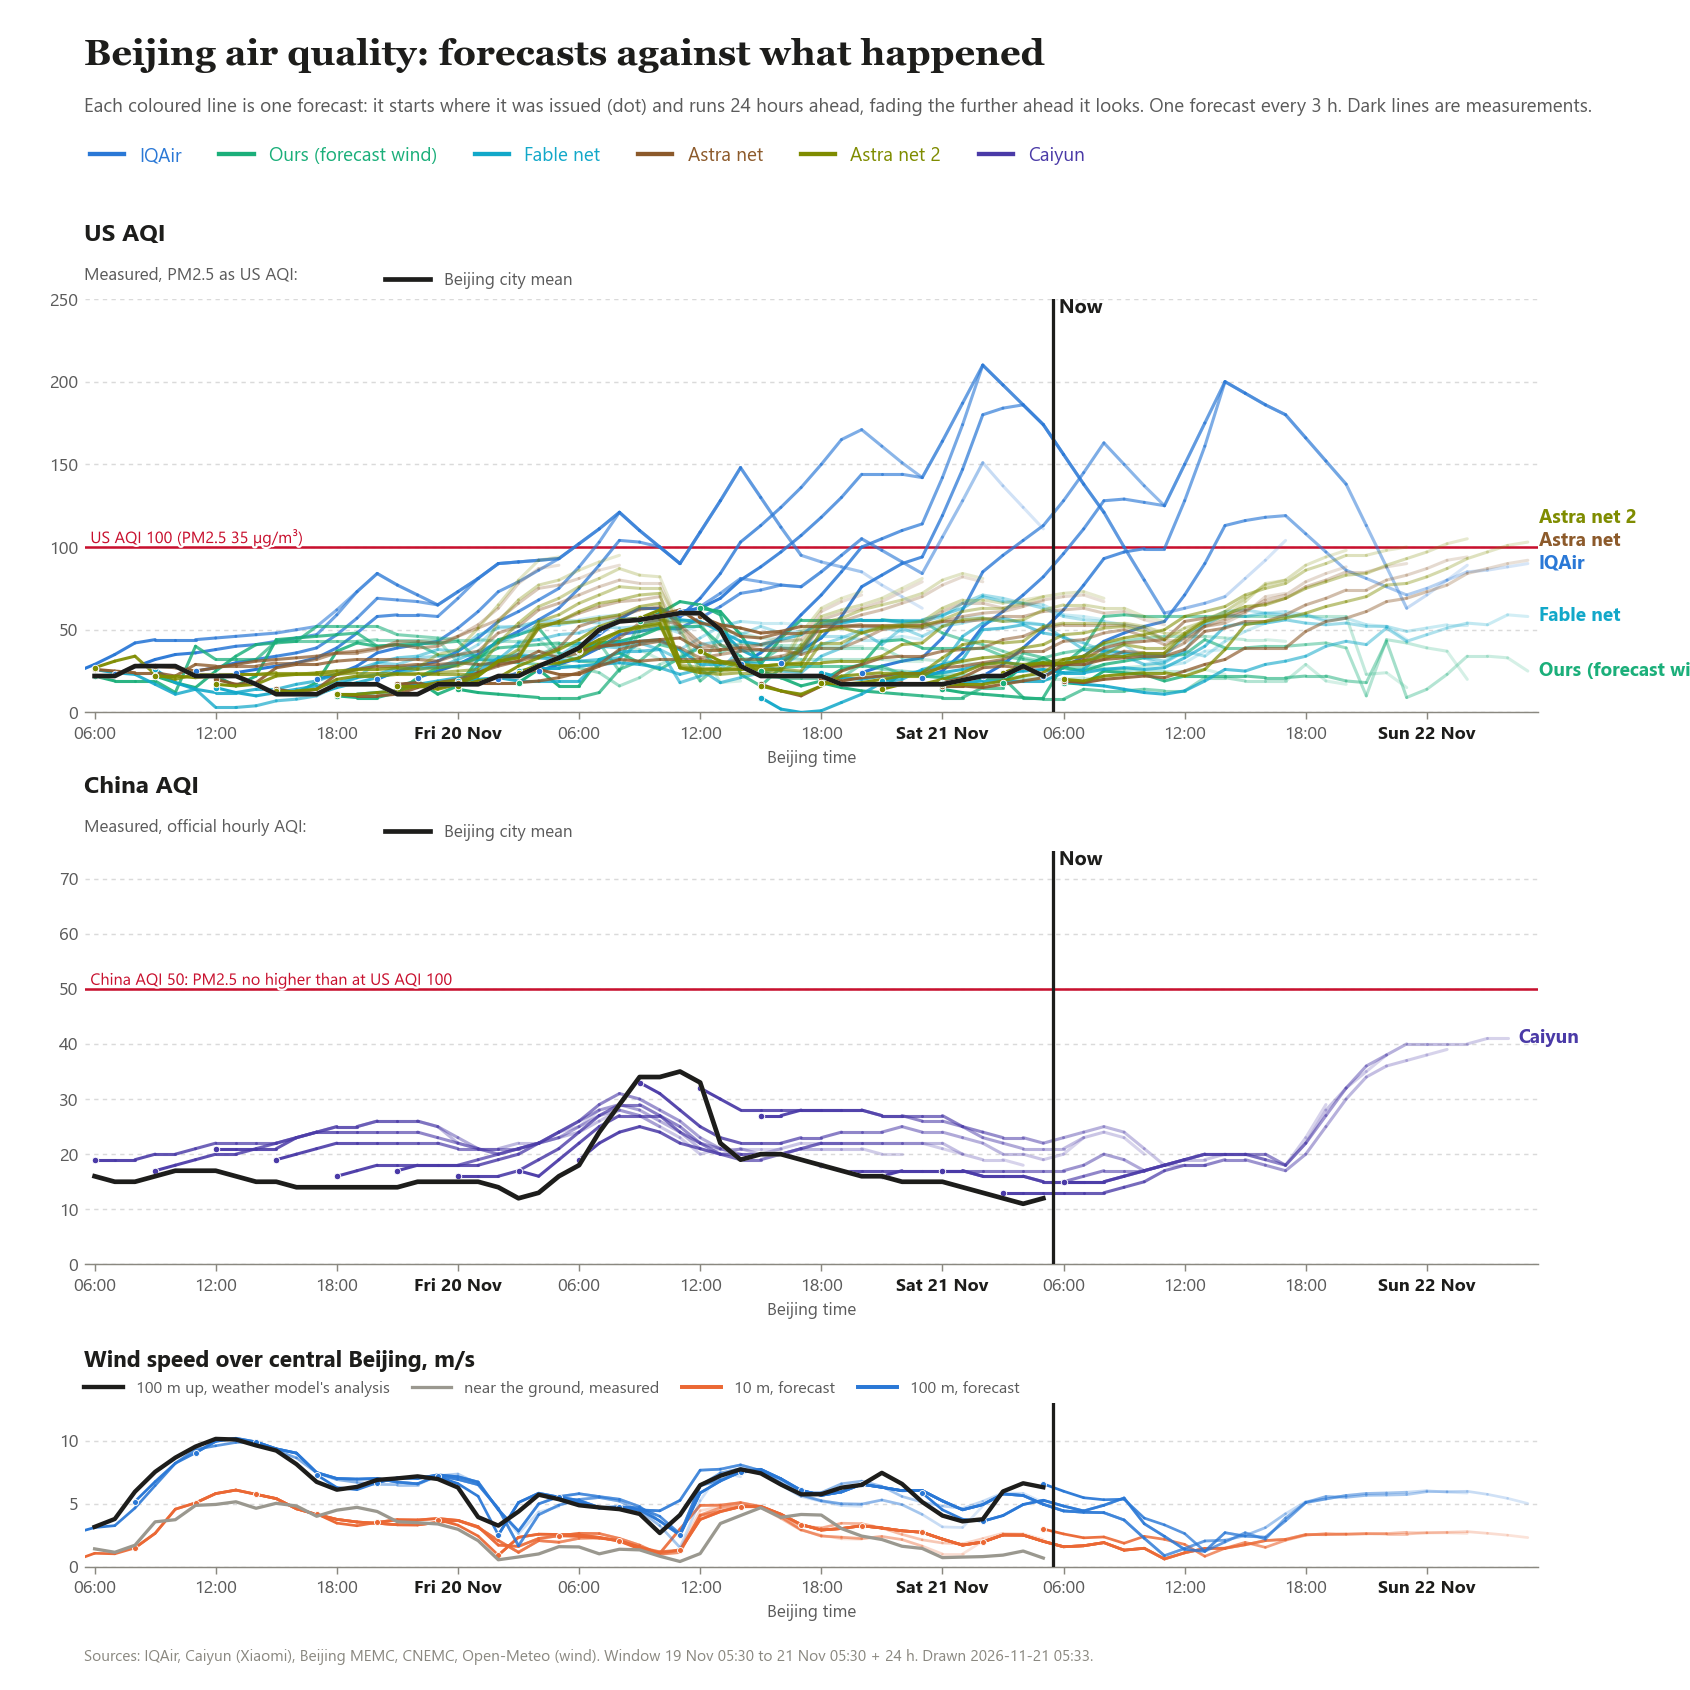 Beijing air quality: forecasts against what happened
Each coloured line is one forecast: it starts where it was issued (dot) and runs 24 hours ahead, fading the further ahead it looks. One forecast every 3 h. Dark lines are measurements.
IQAir Ours (forecast wind) Fable net Astra net Astra net 2 Caiyun
US AQI
Measured, PM2.5 as US AQI: Beijing city mean
250
Now
200
150
Astra net 2
US AQI 100 (PM2.5 35 µg/m³)
100
Astra net
IQAir
50
Fable net
Ours (forecast wi
0
06:00 12:00 18:00 Fri 20 Nov 06:00 12:00 18:00 Sat 21 Nov 06:00 12:00 18:00 Sun 22 Nov
Beijing time
China AQI
Measured, official hourly AQI: Beijing city mean
Now
70
60
China AQI 50: PM2.5 no higher than at US AQI 100
50
40
Caiyun
30
20
10
0
06:00 12:00 18:00 Fri 20 Nov 06:00 12:00 18:00 Sat 21 Nov 06:00 12:00 18:00 Sun 22 Nov
Beijing time
Wind speed over central Beijing, m/s
100 m up, weather model's analysis near the ground, measured 10 m, forecast 100 m, forecast
10
5
0
06:00 12:00 18:00 Fri 20 Nov 06:00 12:00 18:00 Sat 21 Nov 06:00 12:00 18:00 Sun 22 Nov
Beijing time
Sources: IQAir, Caiyun (Xiaomi), Beijing MEMC, CNEMC, Open-Meteo (wind). Window 19 Nov 05:30 to 21 Nov 05:30 + 24 h. Drawn 2026-11-21 05:33.